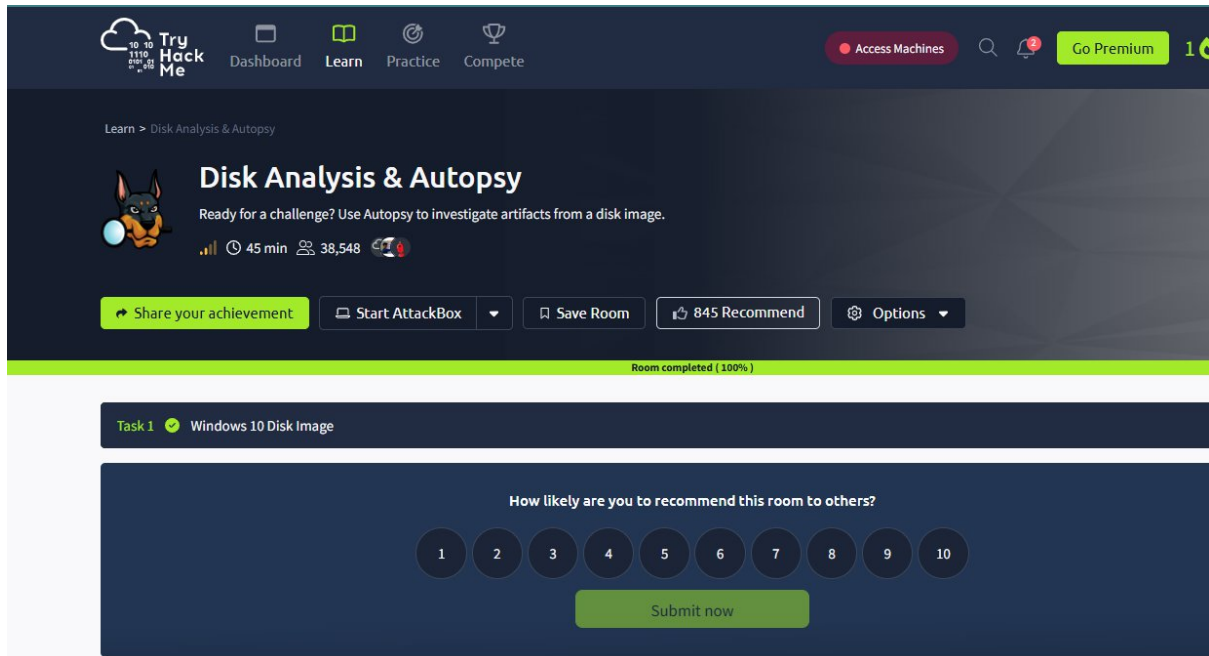 10 10
1110
0101 01
01 010
Try
Hack
Me
Dashboard
Learn
Practice
Compete
Access Machines
2
Go Premium
1
Learn > Disk Analysis & Autopsy
Disk Analysis & Autopsy
Ready for a challenge? Use Autopsy to investigate artifacts from a disk image.
45 min 38,548
Share your achievement
Start AttackBox
Save Room
845 Recommend
Options
Room completed ( 100% )
Task 1 Windows 10 Disk Image
How likely are you to recommend this room to others?
1 2 3 4 5 6 7 8 9 10
Submit now